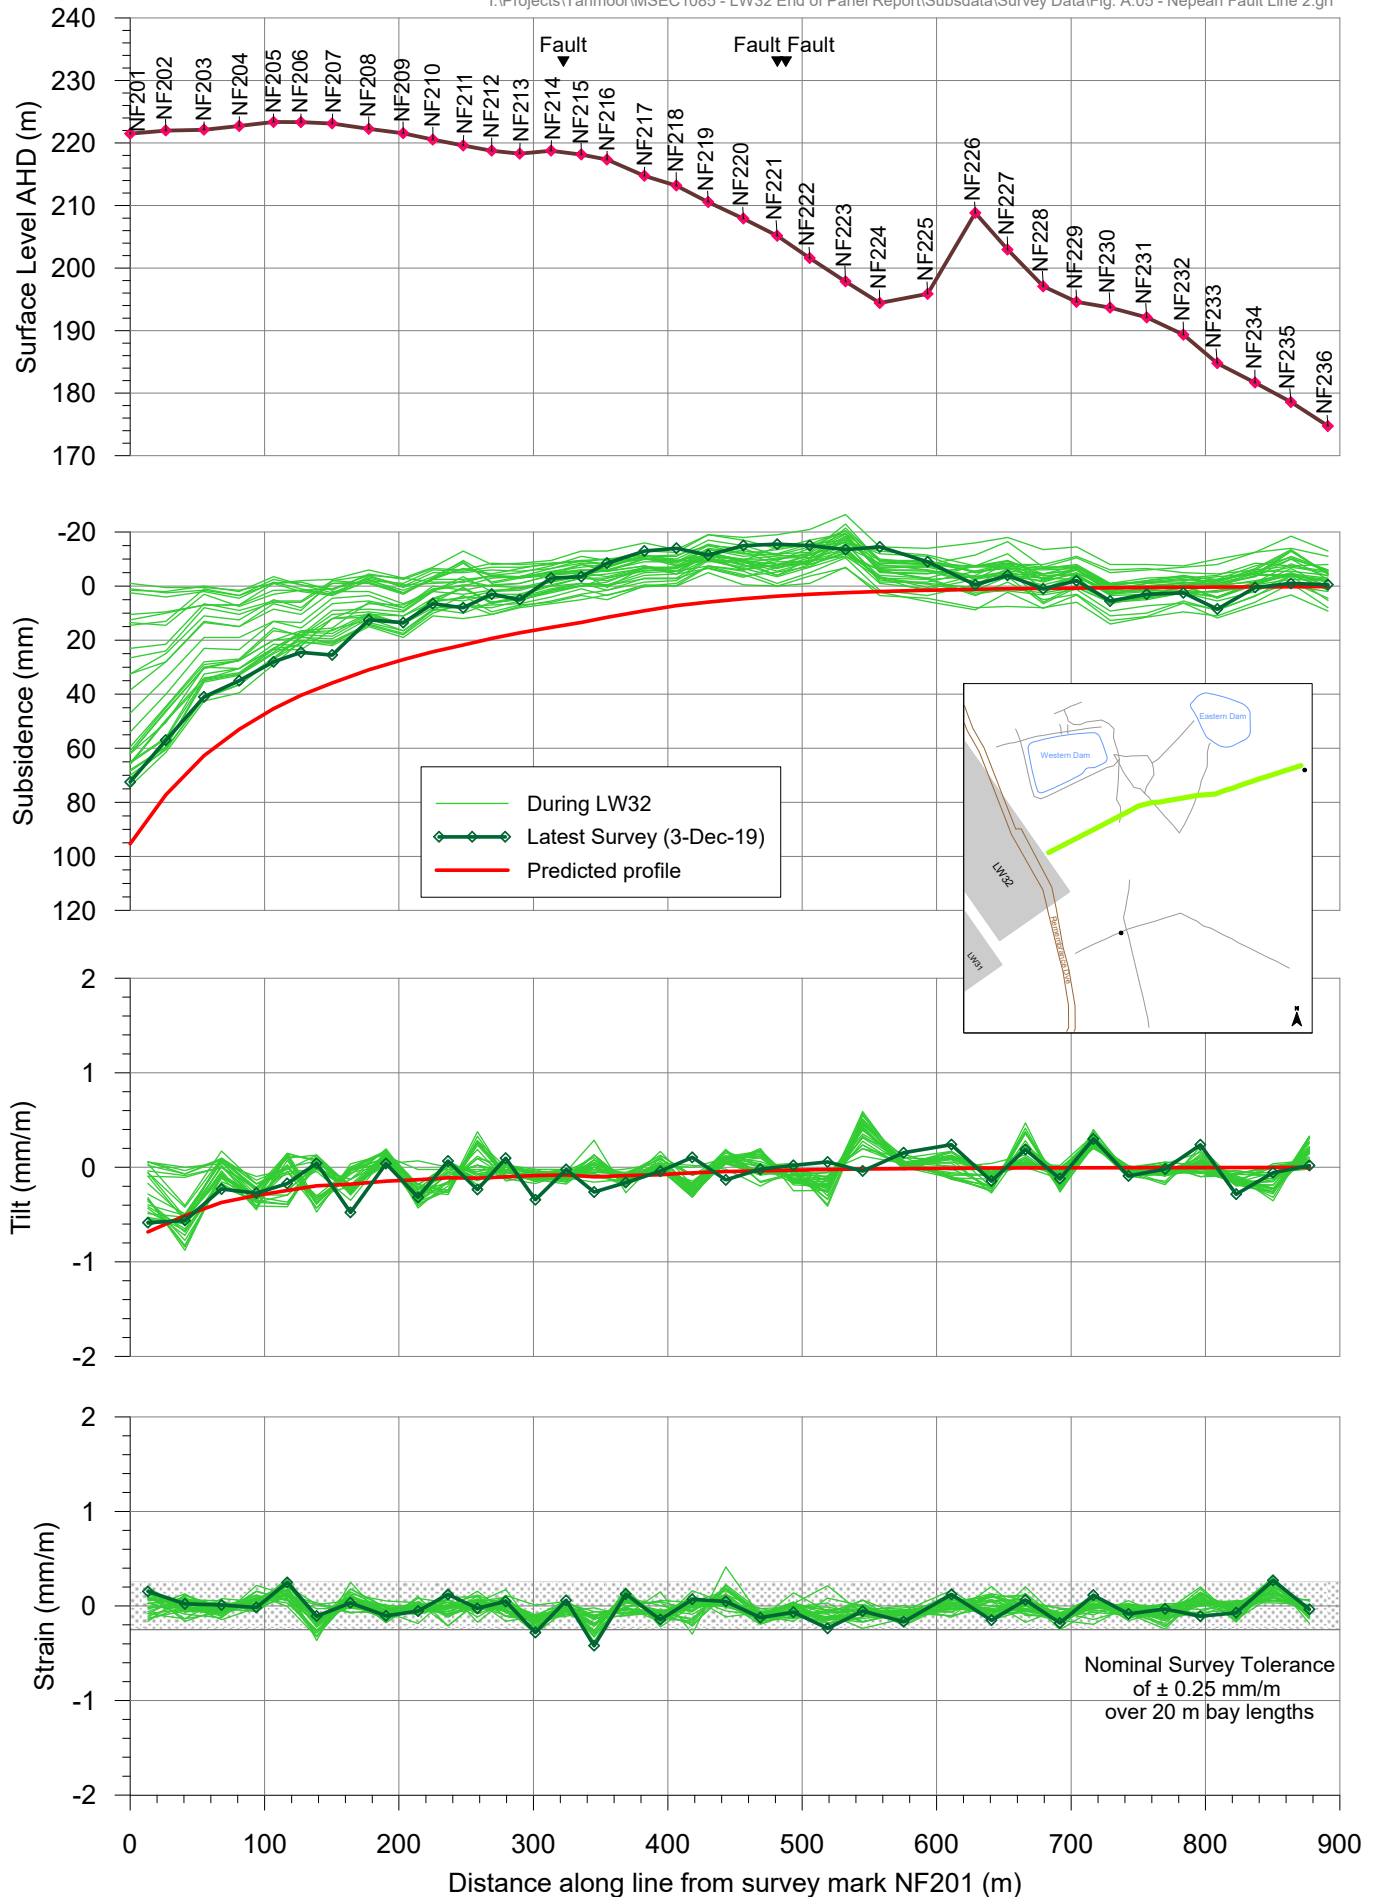 I:\Projects\Tahmoor\MSEC1085 - LW32 End of Panel Report\Subsdata\Survey Data\Fig. A.05 - Nepean Fault Line 2.grf
Surface Level AHD (m)
240
230
220
210
200
190
180
170
Fault
Fault Fault
NF201
NF202
NF203
NF204
NF205
NF206
NF207
NF208
NF209
NF210
NF211
NF212
NF213
NF214
NF215
NF216
NF217
NF218
NF219
NF220
NF221
NF222
NF223
NF224
NF225
NF226
NF227
NF228
NF229
NF230
NF231
NF232
NF233
NF234
NF235
NF236
Subsidence (mm)
-20
0
20
40
60
80
100
120
During LW32
Latest Survey (3-Dec-19)
Predicted profile
Eastern Dam
Western Dam
LW32
LW31
Remembrance Dve
N
Tilt (mm/m)
2
1
0
-1
-2
Strain (mm/m)
2
1
0
-1
-2
Nominal Survey Tolerance
of ± 0.25 mm/m
over 20 m bay lengths
0 100 200 300 400 500 600 700 800 900
Distance along line from survey mark NF201 (m)